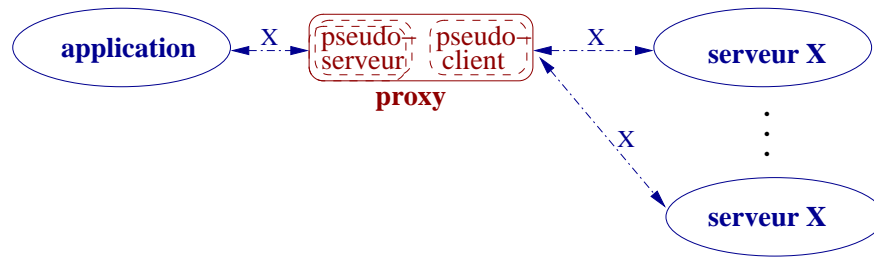 application
X
pseudo-
serveur
pseudo-
client
proxy
X
serveur X
X
serveur X